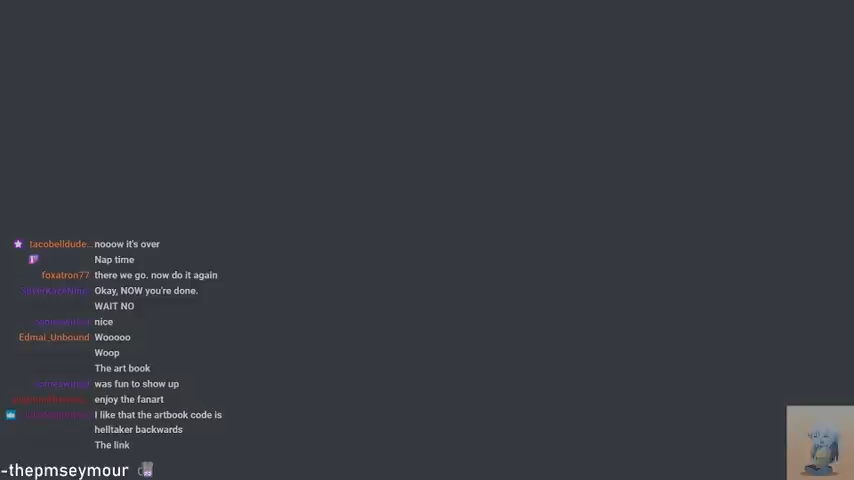 tacobelldude... nooow it's over
Nap time
foxatron77 there we go. now do it again
Okay, NOW you're done.
WAIT NO
nice
Edmai_Unbound Wooooo
Woop
The art book
was fun to show up
enjoy the fanart
I like that the artbook code is
helltaker backwards
The link
-thepmseymour